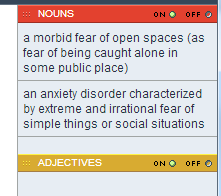 NOUNS ON OFF
a morbid fear of open spaces (as
fear of being caught alone in
some public place)
an anxiety disorder characterized
by extreme and irrational fear of
simple things or social situations
ADJECTIVES ON OFF